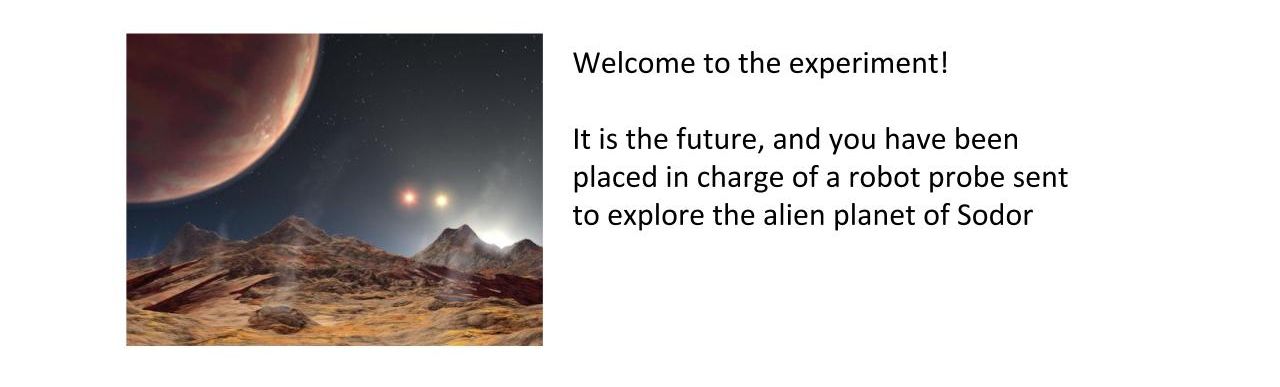 Welcome to the experiment!
It is the future, and you have been
placed in charge of a robot probe sent
to explore the alien planet of Sodor